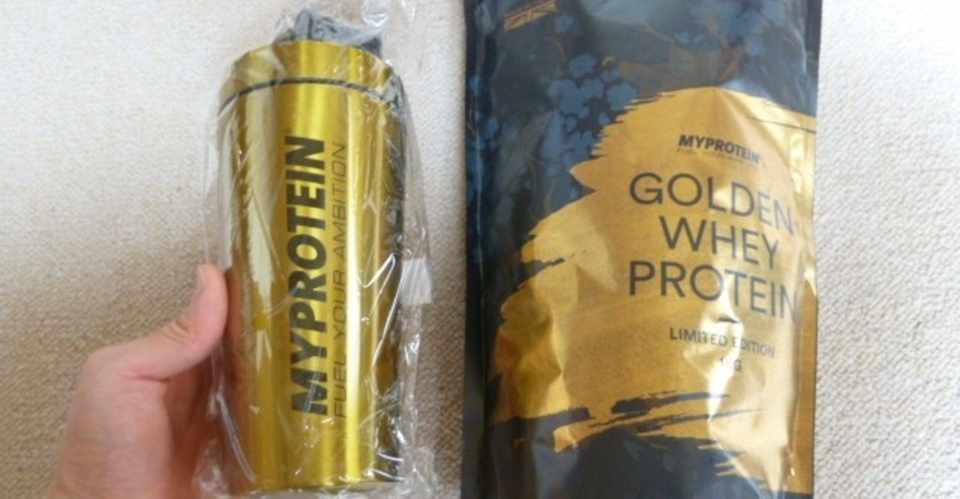 MYPROTEIN
FUEL YOUR AMBITION
MYPROTEIN
GOLDEN
WHEY
PROTEIN
LIMITED EDITION